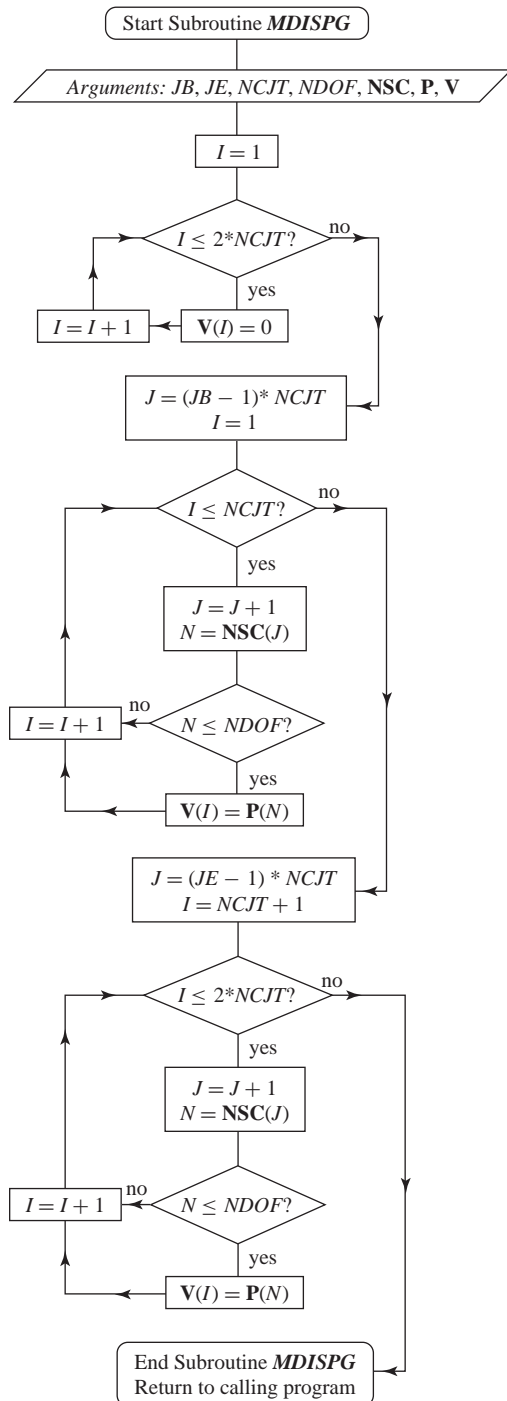 Start Subroutine MDISPG
Arguments: JB, JE, NCJT, NDOF, NSC, P, V
I = 1
I ≤ 2*NCJT?
no
yes
I = I + 1
V(I) = 0
J = (JB − 1)* NCJT
I = 1
I ≤ NCJT?
no
yes
J = J + 1
N = NSC(J)
I = I + 1
no
N ≤ NDOF?
yes
V(I) = P(N)
J = (JE − 1) * NCJT
I = NCJT + 1
I ≤ 2*NCJT?
no
yes
J = J + 1
N = NSC(J)
I = I + 1
no
N ≤ NDOF?
yes
V(I) = P(N)
End Subroutine MDISPG
Return to calling program